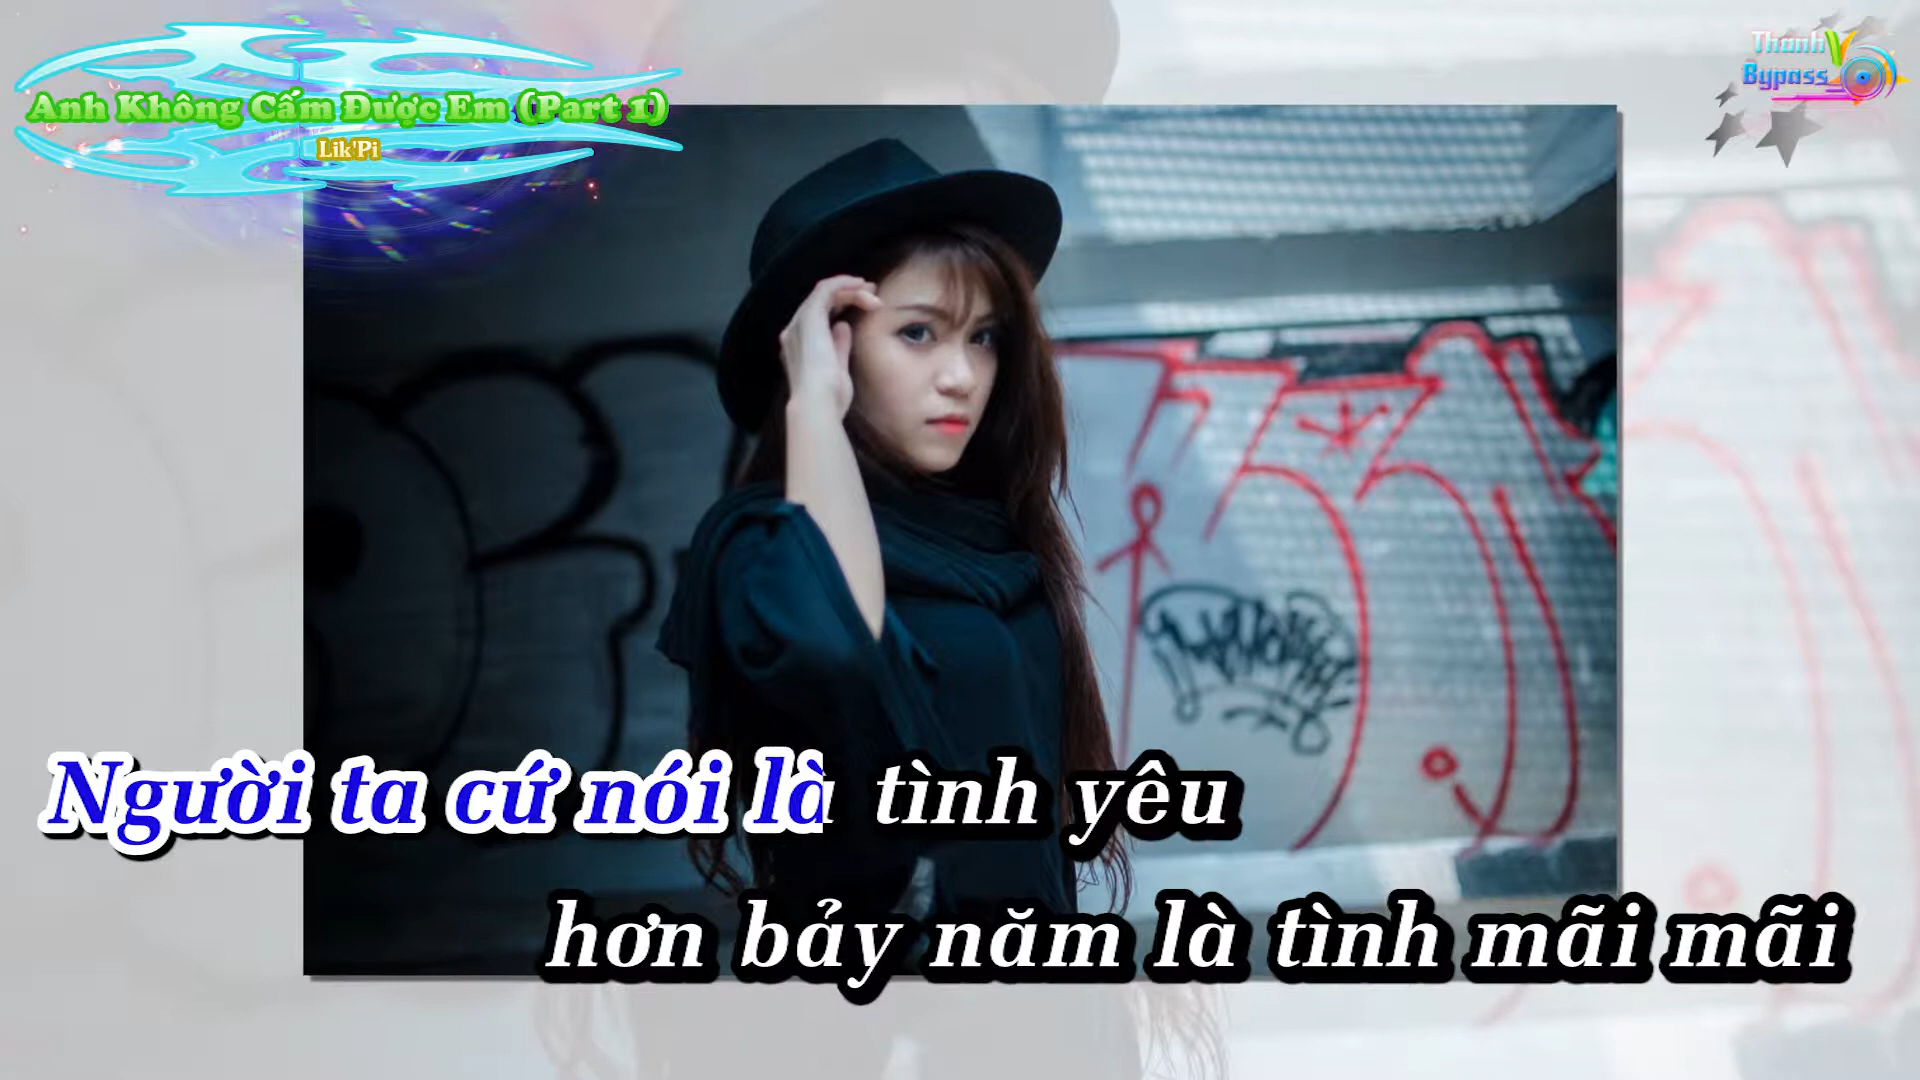 Anh Không Cấm Được Em (Part 1)
Lik'Pi
Thanh V
Bypass
Người ta cứ nói là tình yêu
hơn bảy năm là tình mãi mãi